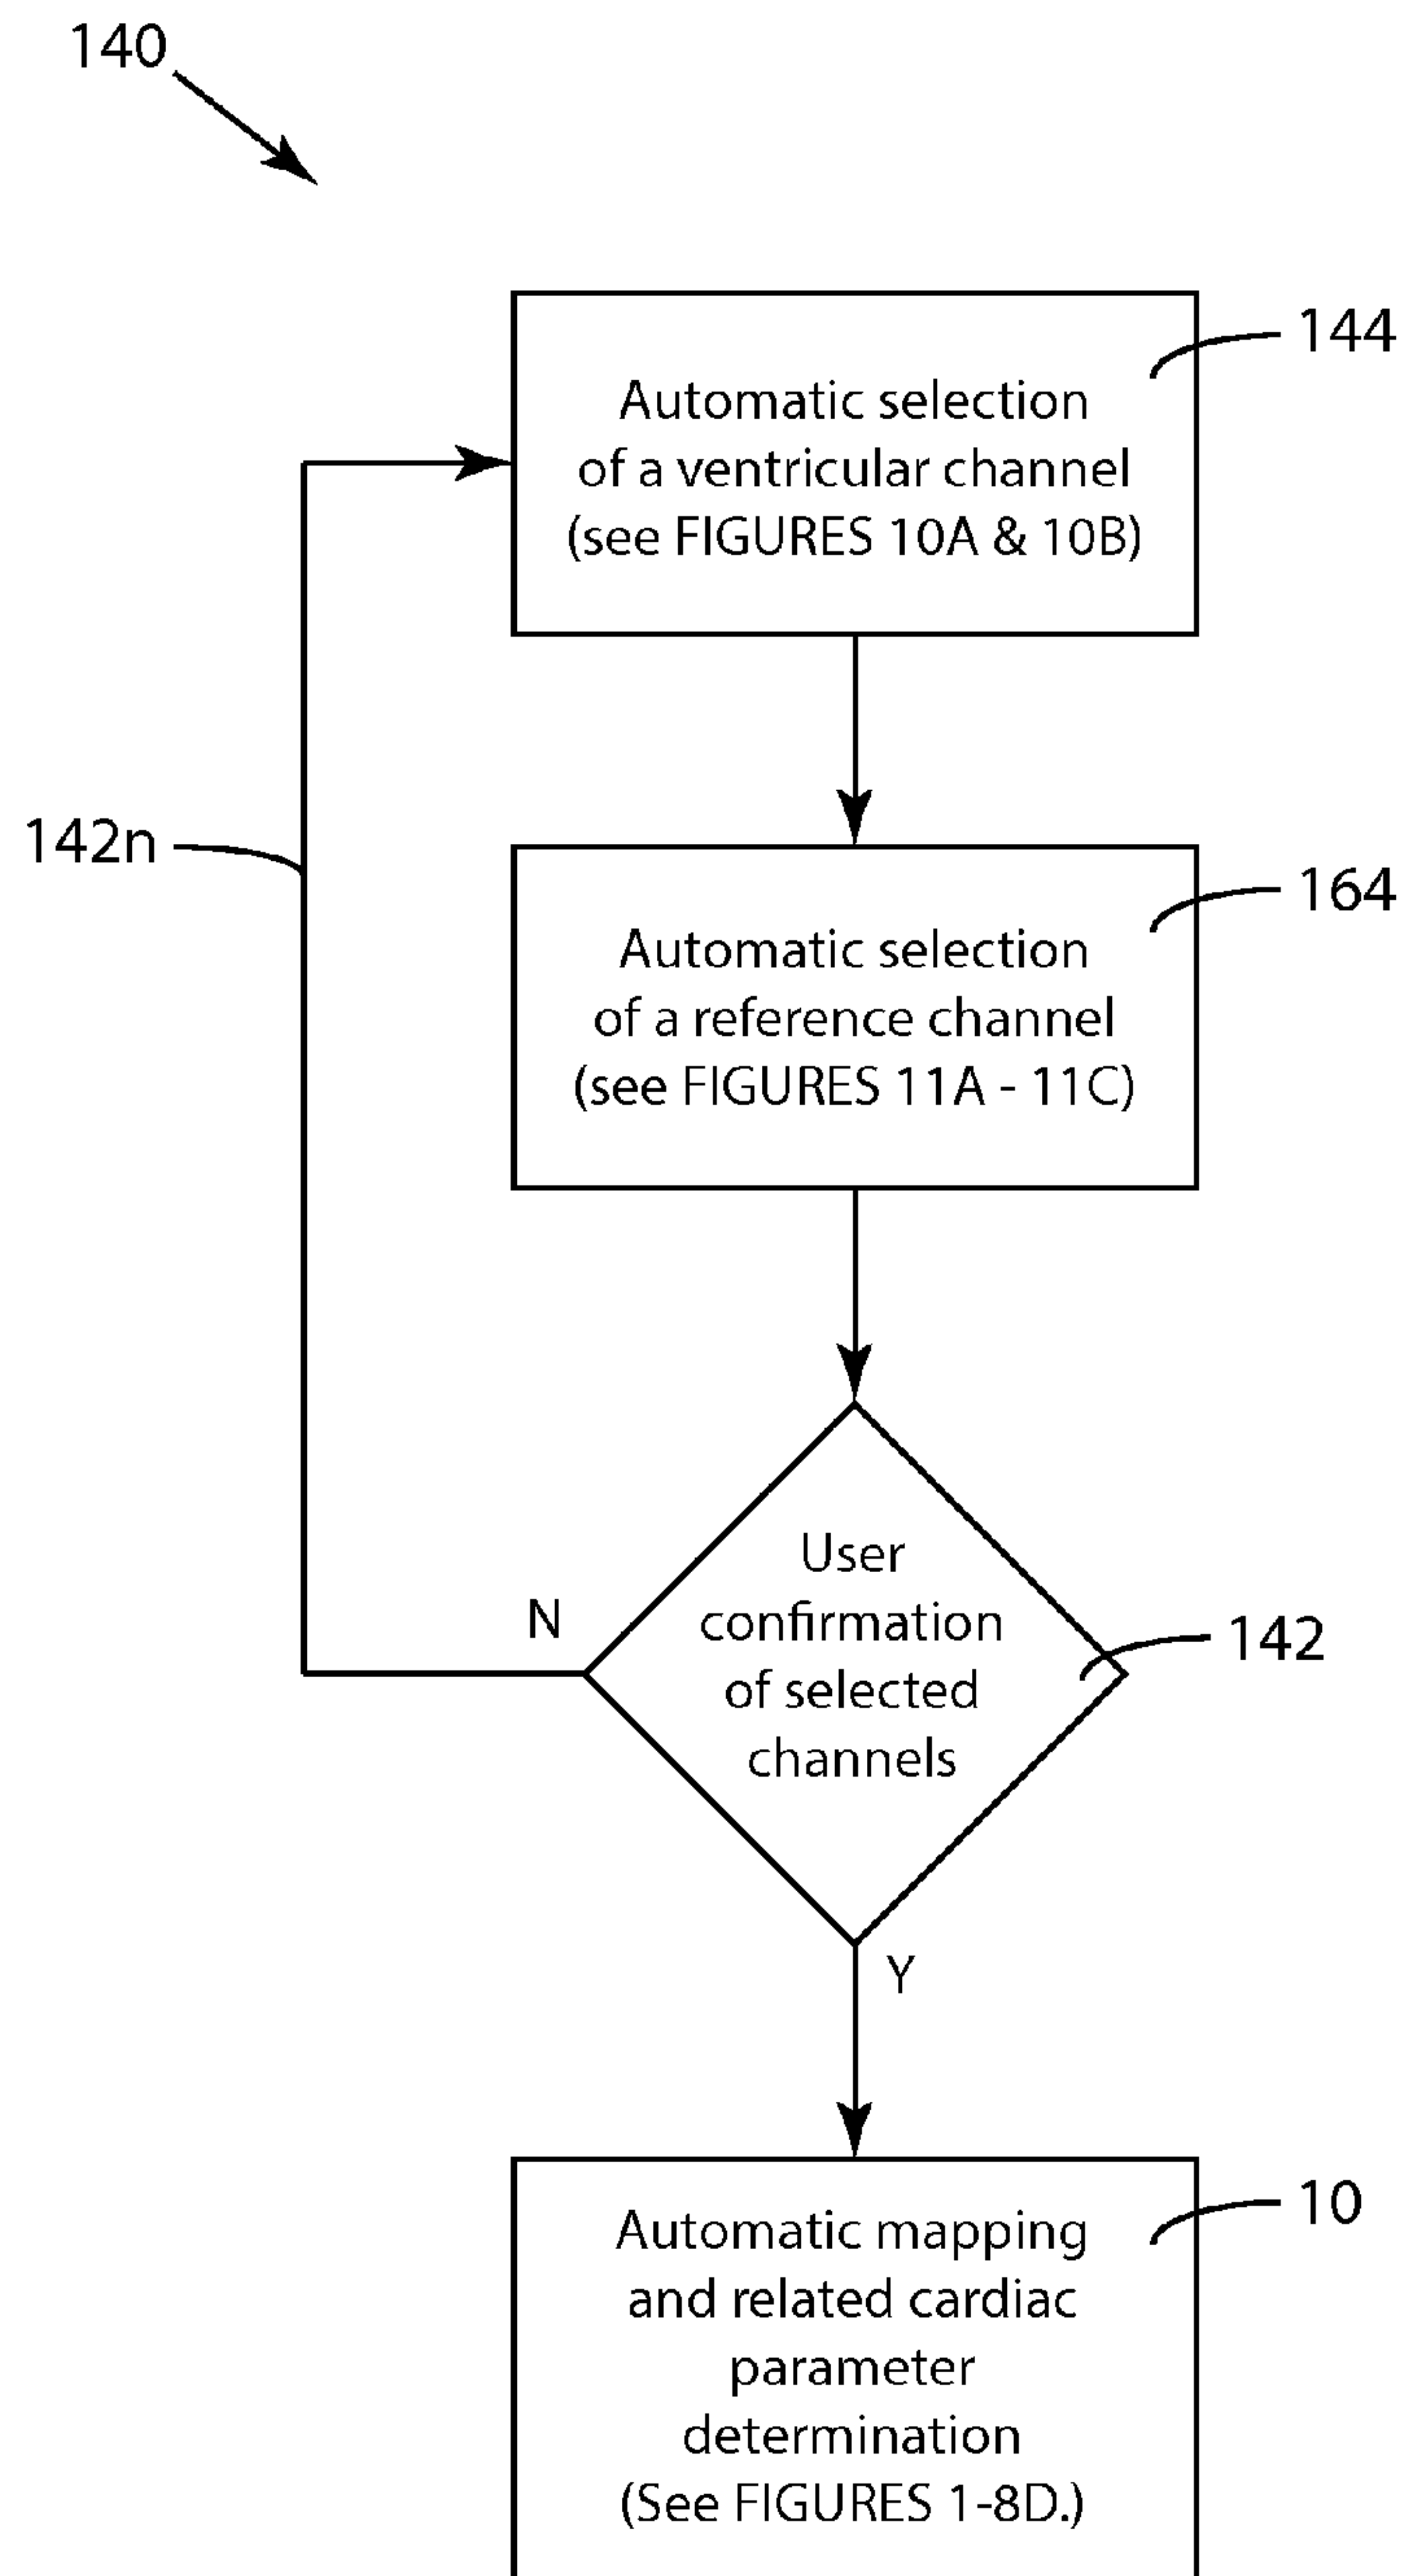 140
144
Automatic selection
of a ventricular channel
(see FIGURES 10A & 10B)
142n
164
Automatic selection
of a reference channel
(see FIGURES 11A - 11C)
User
confirmation
of selected
channels
N
142
Y
10
Automatic mapping
and related cardiac
parameter
determination
(See FIGURES 1-8D.)